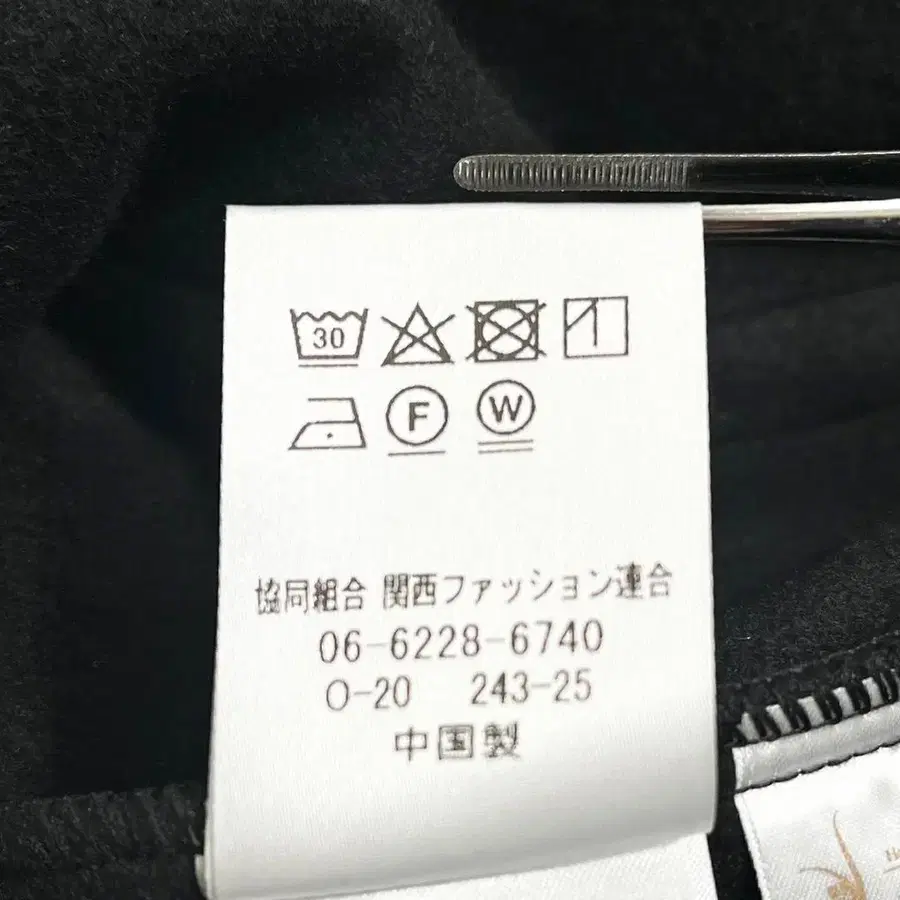 30
F W
協同組合 関西ファッション連合
06-6228-6740
O-20 243-25
中国製